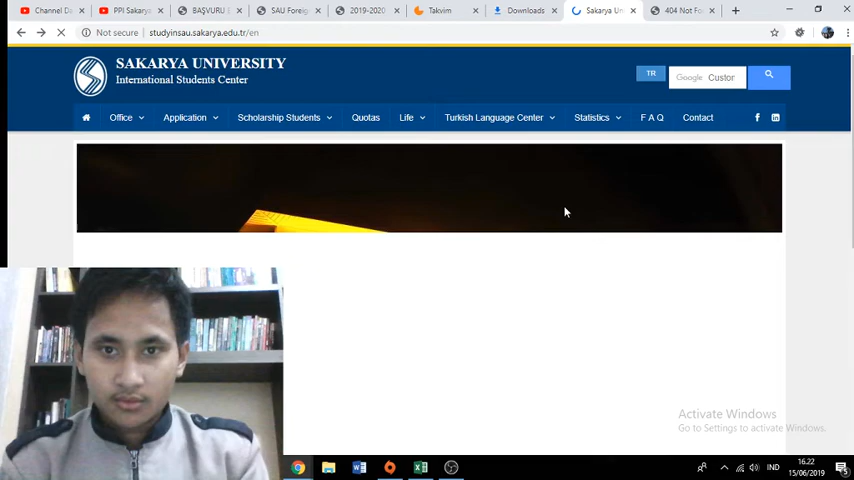 Channel Da
PPI Sakarya
BAŞVURU E
SAU Foreig
2019-2020
Takvim
Downloads
Sakarya Un
404 Not Fo
Not secure | studyinsau.sakarya.edu.tr/en
SAKARYA UNIVERSITY
International Students Center
TR
Google Custor
Office
Application
Scholarship Students
Quotas
Life
Turkish Language Center
Statistics
F A Q
Contact
Activate Windows
Go to Settings to activate Windows.
IND
16.22
15/06/2019